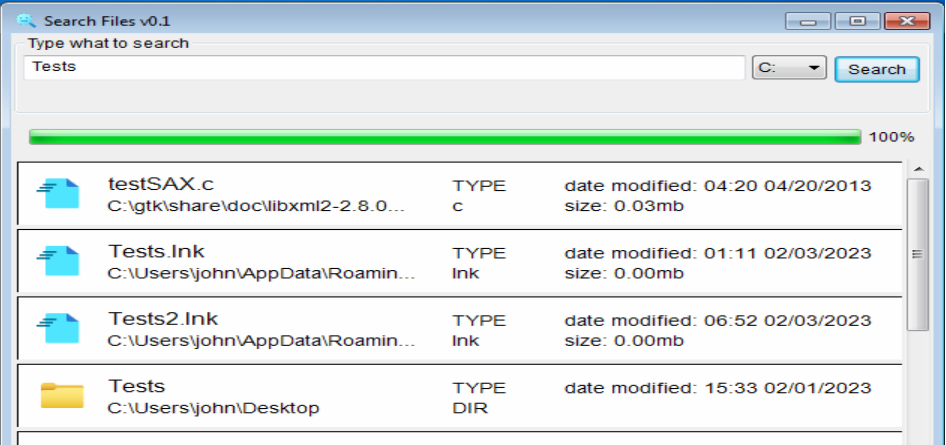 Search Files v0.1
Type what to search
Tests
C:
Search
100%
testSAX.c
TYPE
date modified: 04:20 04/20/2013
C:\gtk\share\doc\libxml2-2.8.0...
c
size: 0.03mb
Tests.lnk
TYPE
date modified: 01:11 02/03/2023
C:\Users\john\AppData\Roamin...
lnk
size: 0.00mb
Tests2.lnk
TYPE
date modified: 06:52 02/03/2023
C:\Users\john\AppData\Roamin...
lnk
size: 0.00mb
Tests
TYPE
date modified: 15:33 02/01/2023
C:\Users\john\Desktop
DIR